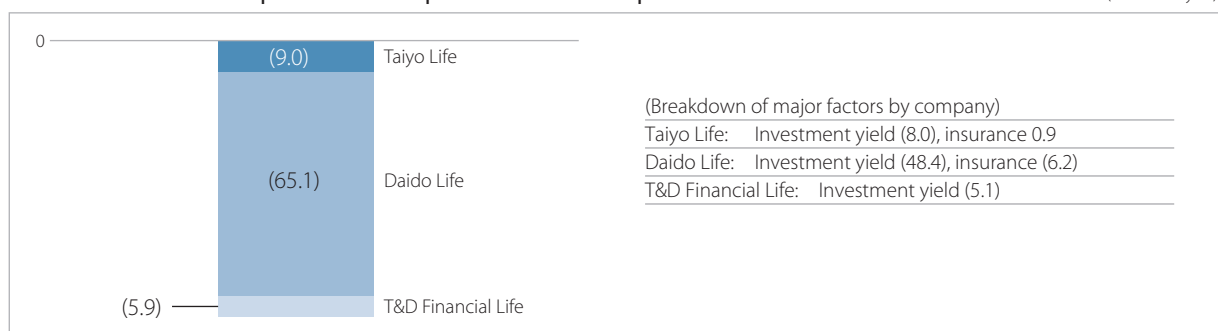 0
(9.0) Taiyo Life
(65.1) Daido Life
(5.9) T&D Financial Life
(Breakdown of major factors by company)
Taiyo Life: Investment yield (8.0), insurance 0.9
Daido Life: Investment yield (48.4), insurance (6.2)
T&D Financial Life: Investment yield (5.1)